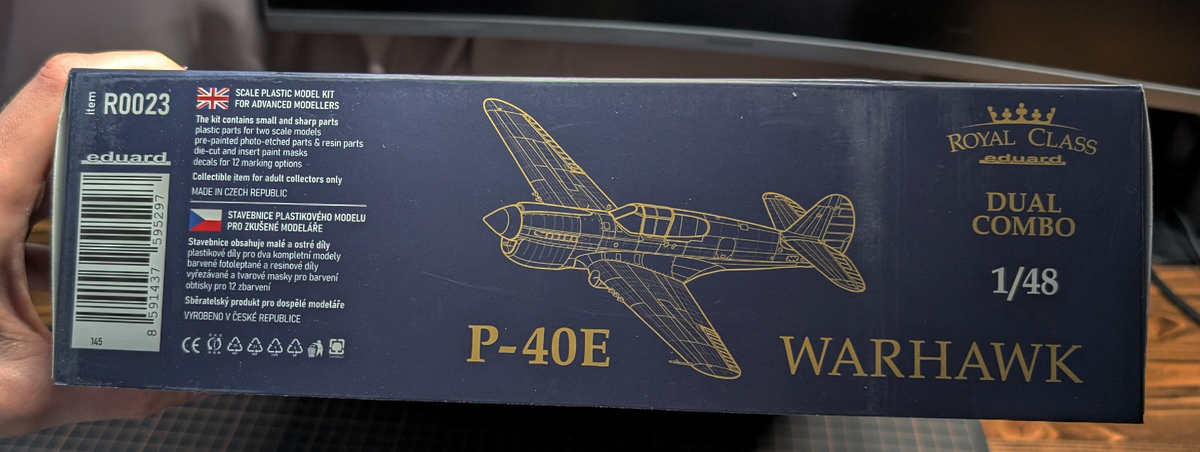 item R0023
eduard
8 591437 595297
145
SCALE PLASTIC MODEL KIT
FOR ADVANCED MODELLERS
The kit contains small and sharp parts
plastic parts for two scale models
pre-painted photo-etched parts & resin parts
die-cut and insert paint masks
decals for 12 marking options
Collectible item for adult collectors only
MADE IN CZECH REPUBLIC
STAVEBNICE PLASTIKOVÉHO MODELU
PRO ZKUŠENÉ MODELÁŘE
Stavebnice obsahuje malé a ostré díly
plastikové díly pro dva kompletní modely
barvené fotoleptané a resinové díly
vyřezávané a tvarové masky pro barvení
obtisky pro 12 zbarvení
Sběratelský produkt pro dospělé modeláře
VYROBENO V ČESKÉ REPUBLICE
CE
P-40E
WARHAWK
ROYAL CLASS
eduard
DUAL
COMBO
1/48